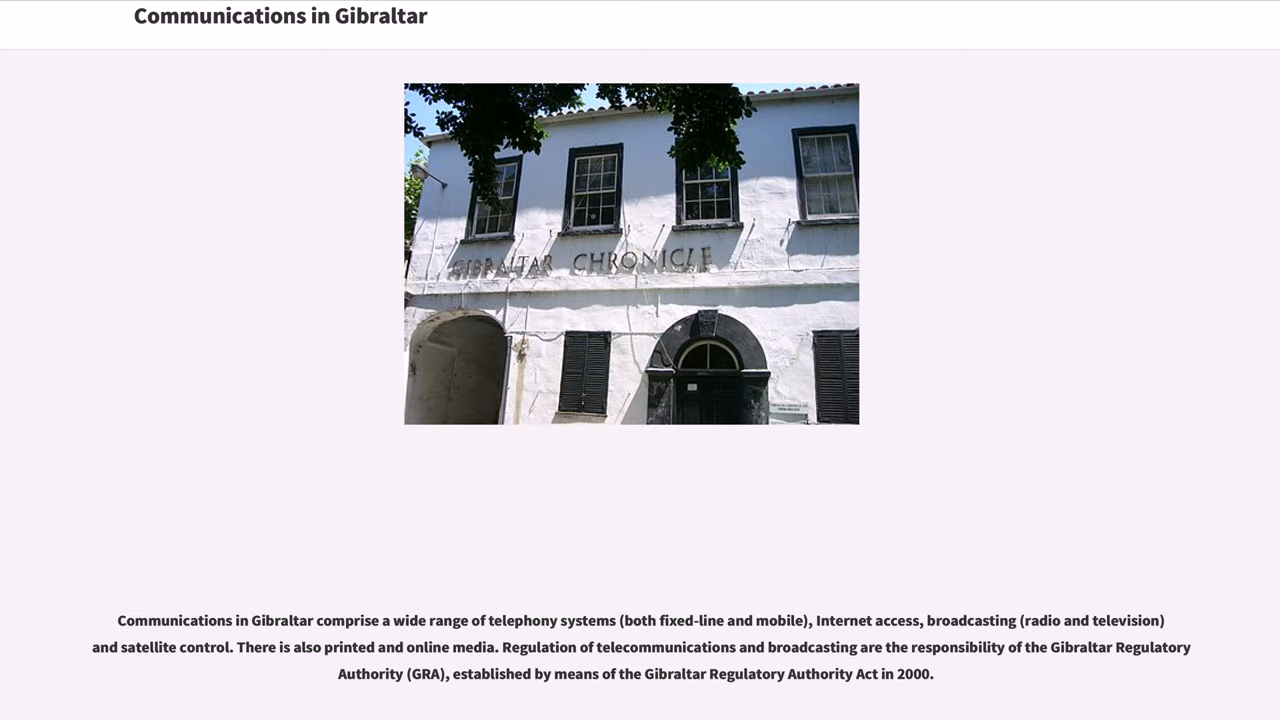 Communications in Gibraltar
GIBRALTAR CHRONICLE
Communications in Gibraltar comprise a wide range of telephony systems (both fixed-line and mobile), Internet access, broadcasting (radio and television)
and satellite control. There is also printed and online media. Regulation of telecommunications and broadcasting are the responsibility of the Gibraltar Regulatory
Authority (GRA), established by means of the Gibraltar Regulatory Authority Act in 2000.